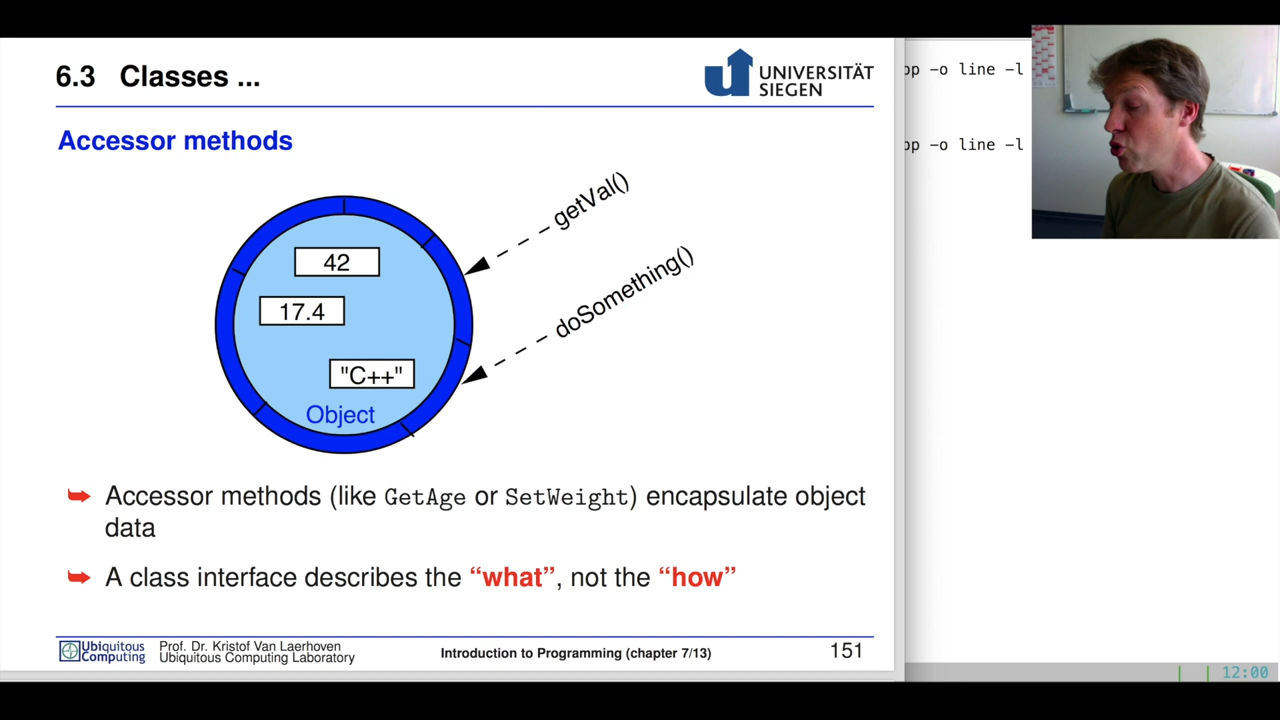 6.3 Classes ...
UNIVERSITÄT
SIEGEN
Accessor methods
getVal()
doSomething()
42
17.4
"C++"
Object
Accessor methods (like GetAge or SetWeight) encapsulate object
data
A class interface describes the “what”, not the “how”
Ubiquitous
Computing
Prof. Dr. Kristof Van Laerhoven
Ubiquitous Computing Laboratory
Introduction to Programming (chapter 7/13)
151
pp -o line -l
pp -o line -l
12:00